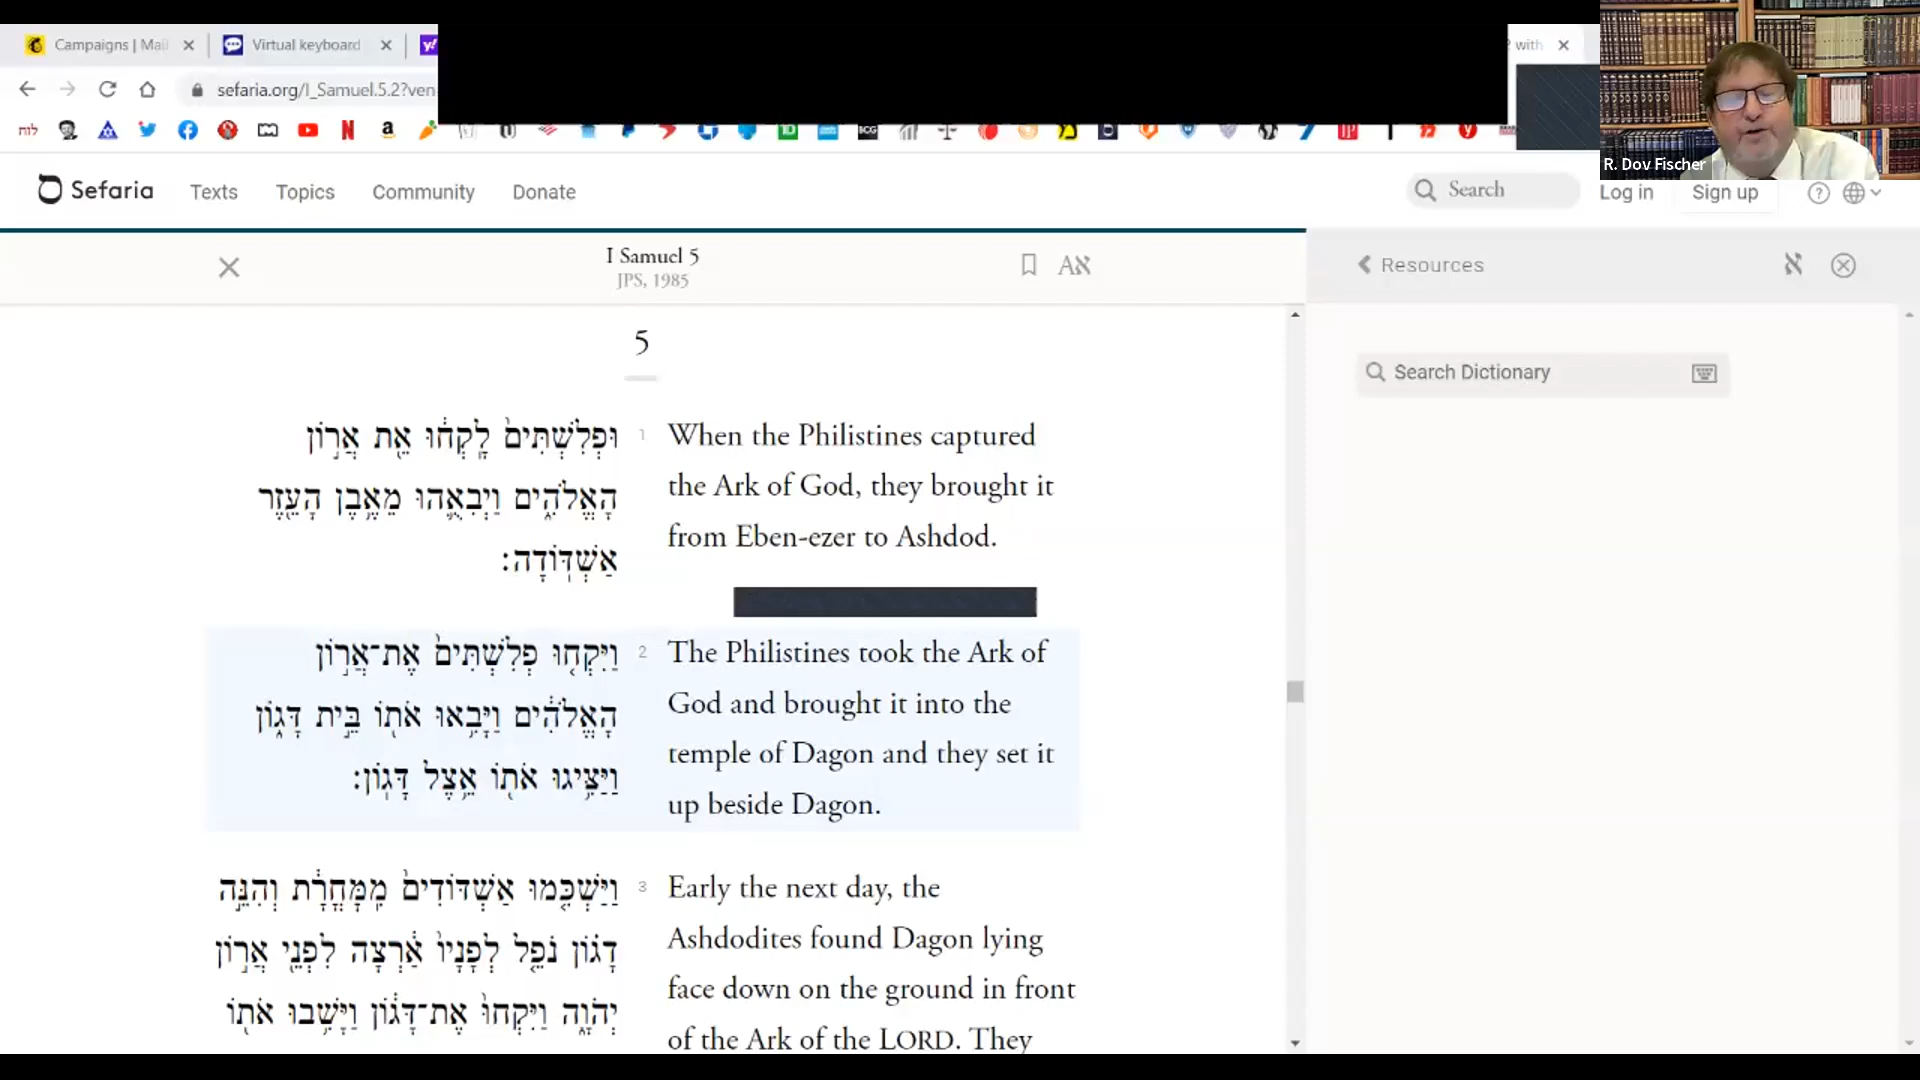 Campaigns | Mail
Virtual keyboard
with
sefaria.org/I_Samuel.5.2?ven
לוח
R. Dov Fischer
Sefaria
Texts
Topics
Community
Donate
Search
Log in
Sign up
I Samuel 5
JPS, 1985
Aא
Resources
א
Search Dictionary
5
וּפְלִשְׁתִּים֙ לָֽקְח֔וּ אֵ֖ת אֲר֣וֹן
הָאֱלֹהִ֑ים וַיְבִאֻ֛הוּ מֵאֶ֥בֶן הָעֵ֖זֶר
אַשְׁדּֽוֹדָה׃
1
When the Philistines captured
the Ark of God, they brought it
from Eben-ezer to Ashdod.
וַיִּקְח֤וּ פְלִשְׁתִּים֙ אֶת־אֲר֣וֹן
הָאֱלֹהִ֔ים וַיָּבִ֥אוּ אֹת֖וֹ בֵּ֣ית דָּג֑וֹן
וַיַּצִּ֥יגוּ אֹת֖וֹ אֵ֥צֶל דָּגֽוֹן׃
2
The Philistines took the Ark of
God and brought it into the
temple of Dagon and they set it
up beside Dagon.
וַיַּשְׁכִּ֤מוּ אַשְׁדּוֹדִים֙ מִֽמׇּחֳרָ֔ת וְהִנֵּ֣ה
דָג֗וֹן נֹפֵ֤ל לְפָנָיו֙ אַ֔רְצָה לִפְנֵ֖י אֲר֣וֹן
יְהֹוָ֑ה וַיִּקְחוּ֙ אֶת־דָּג֔וֹן וַיָּשִׁ֥בוּ אֹת֖וֹ
3
Early the next day, the
Ashdodites found Dagon lying
face down on the ground in front
of the Ark of the LORD. They